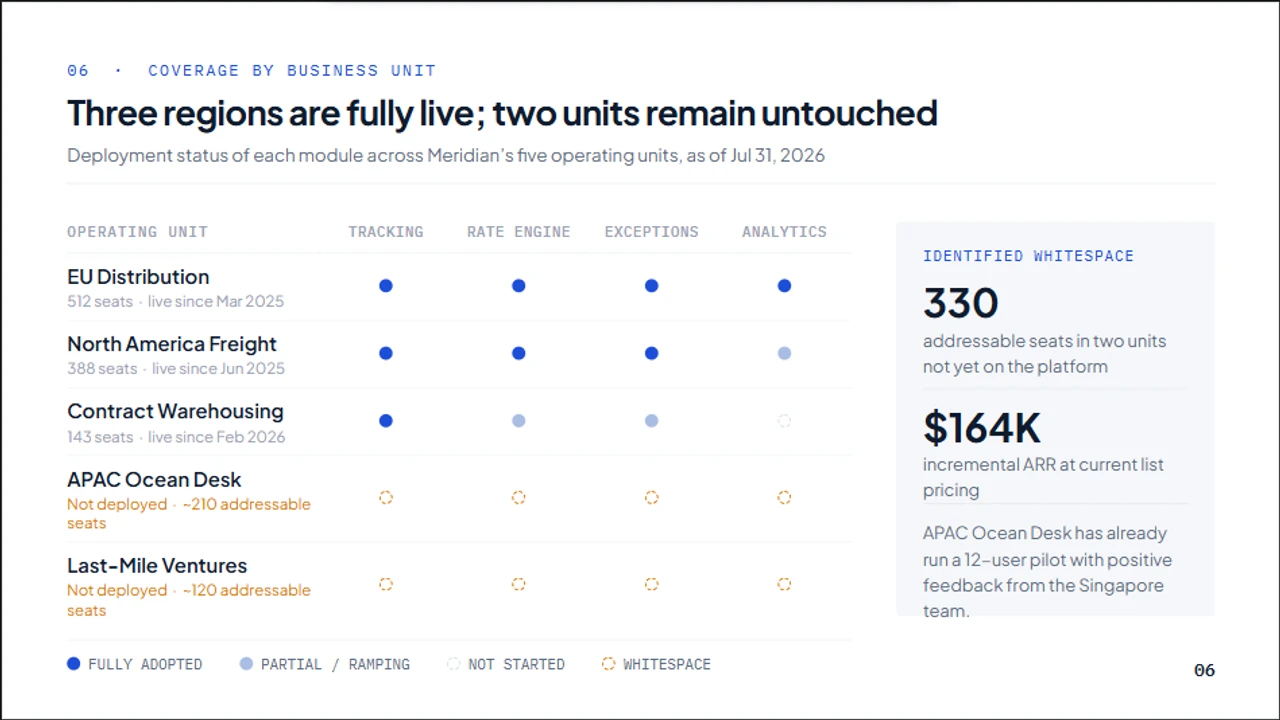 06 · COVERAGE BY BUSINESS UNIT
Three regions are fully live; two units remain untouched
Deployment status of each module across Meridian's five operating units, as of Jul 31, 2026
OPERATING UNIT TRACKING RATE ENGINE EXCEPTIONS ANALYTICS
EU Distribution
512 seats · live since Mar 2025
North America Freight
388 seats · live since Jun 2025
Contract Warehousing
143 seats · live since Feb 2026
APAC Ocean Desk
Not deployed · ~210 addressable
seats
Last-Mile Ventures
Not deployed · ~120 addressable
seats
FULLY ADOPTED PARTIAL / RAMPING NOT STARTED WHITESPACE
IDENTIFIED WHITESPACE
330
addressable seats in two units
not yet on the platform
$164K
incremental ARR at current list
pricing
APAC Ocean Desk has already
run a 12-user pilot with positive
feedback from the Singapore
team.
06